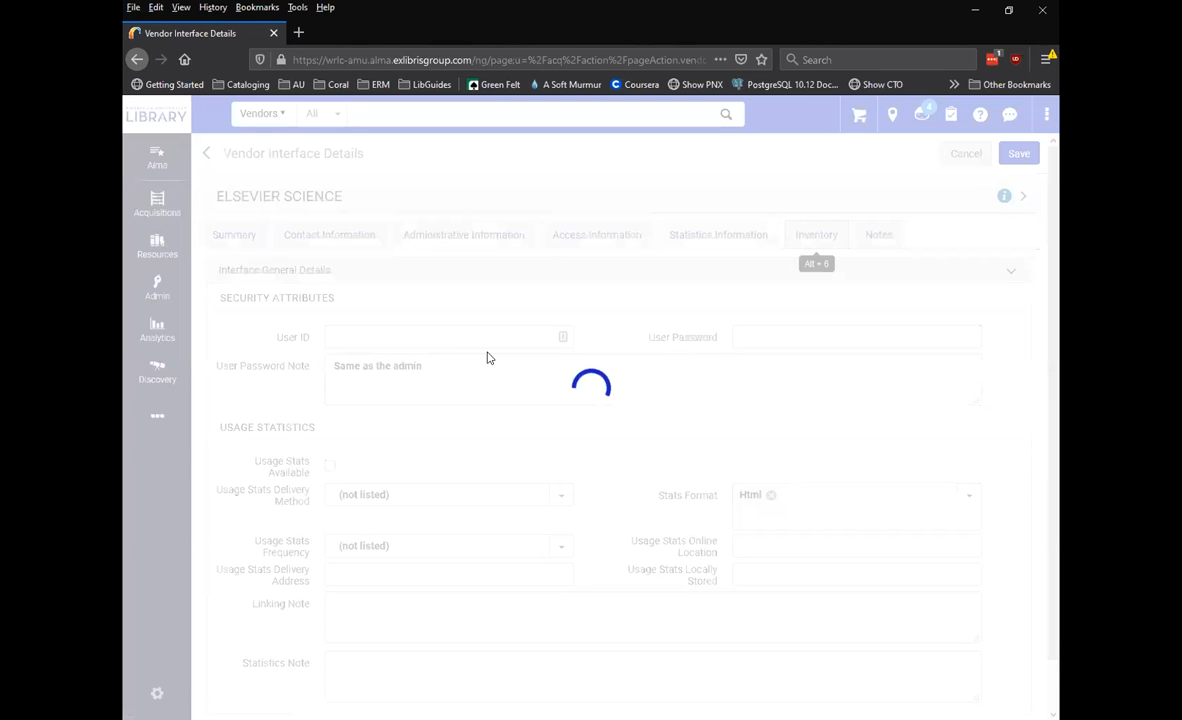 File Edit View History Bookmarks Tools Help
Vendor Interface Details
https://wrlc-amu.alma.exlibrisgroup.com/ng/page;u=%2Facq%2Faction%2FpageAction.vend
Search
Getting Started Cataloging AU Coral ERM LibGuides Green Felt A Soft Murmur Coursera Show PNX PostgreSQL 10.12 Doc... Show CTO Other Bookmarks
LIBRARY Vendors All 4
Vendor Interface Details Cancel Save
Alma
ELSEVIER SCIENCE
Acquisitions
Summary Contact Information Administrative Information Access Information Statistics Information Inventory Notes
Resources
Alt + 6
Interface General Details
Admin
SECURITY ATTRIBUTES
Analytics
User ID User Password
User Password Note Same as the admin
Discovery
USAGE STATISTICS
Usage Stats Available
Usage Stats Delivery Method (not listed) Stats Format Html
Usage Stats Frequency (not listed) Usage Stats Online Location
Usage Stats Delivery Address Usage Stats Locally Stored
Linking Note
Statistics Note